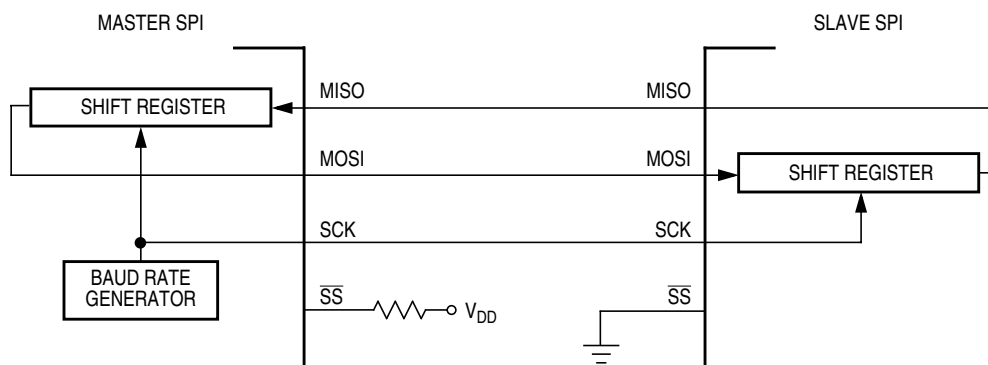 MASTER SPI
SLAVE SPI
SHIFT REGISTER
MISO
MISO
MOSI
MOSI
SHIFT REGISTER
SCK
SCK
BAUD RATE
GENERATOR
SS
VDD
SS